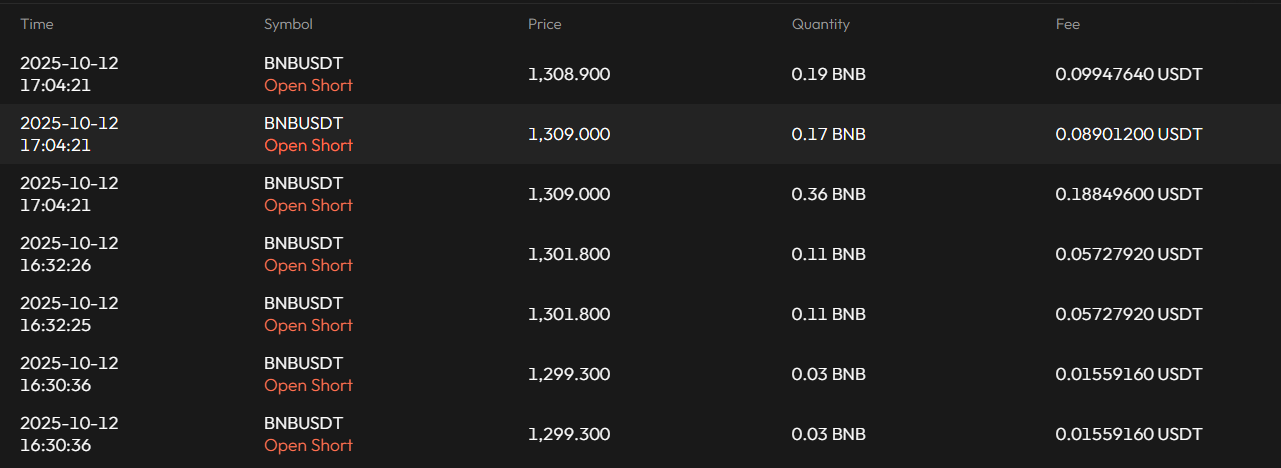 Time Symbol Price Quantity Fee
2025-10-12 BNBUSDT
17:04:21 Open Short 1,308.900 0.19 BNB 0.09947640 USDT
2025-10-12 BNBUSDT
17:04:21 Open Short 1,309.000 0.17 BNB 0.08901200 USDT
2025-10-12 BNBUSDT
17:04:21 Open Short 1,309.000 0.36 BNB 0.18849600 USDT
2025-10-12 BNBUSDT
16:32:26 Open Short 1,301.800 0.11 BNB 0.05727920 USDT
2025-10-12 BNBUSDT
16:32:25 Open Short 1,301.800 0.11 BNB 0.05727920 USDT
2025-10-12 BNBUSDT
16:30:36 Open Short 1,299.300 0.03 BNB 0.01559160 USDT
2025-10-12 BNBUSDT
16:30:36 Open Short 1,299.300 0.03 BNB 0.01559160 USDT